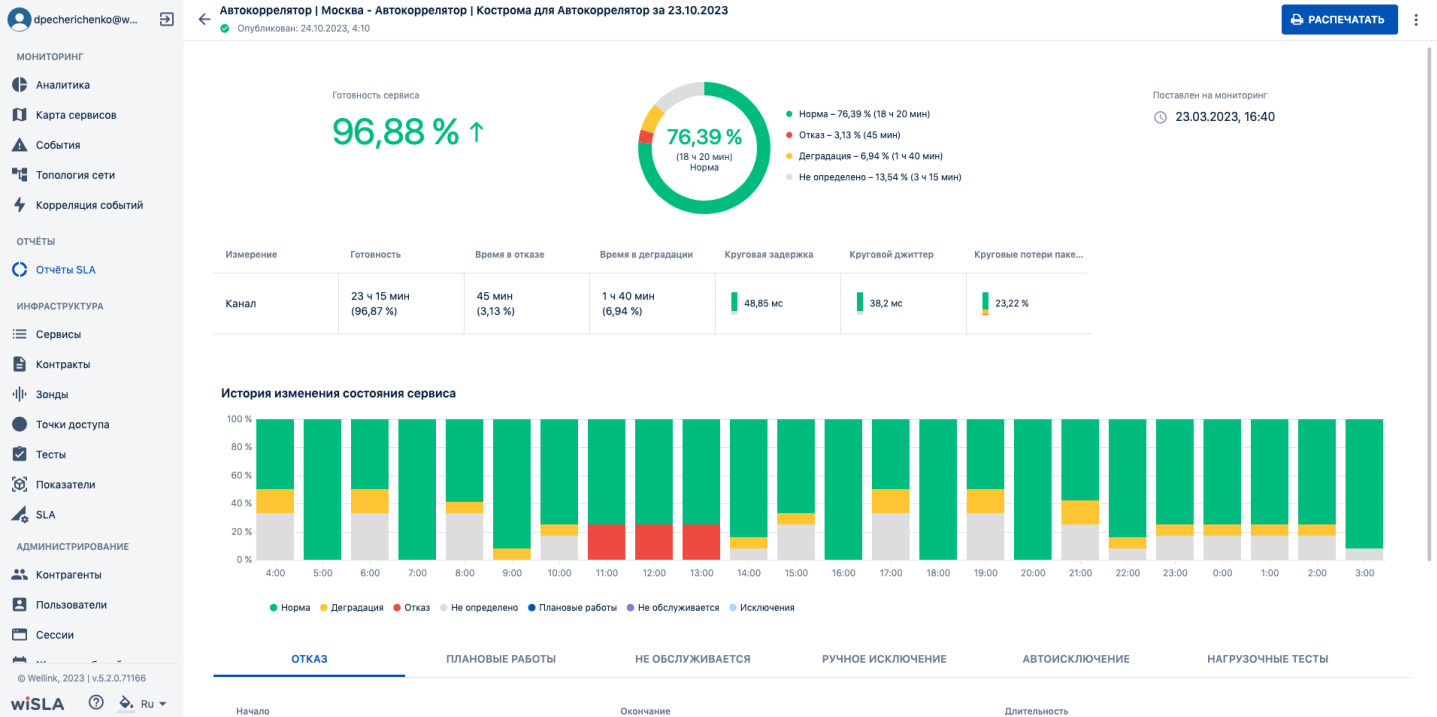 dpecherichenko@w...
МОНИТОРИНГ
Аналитика
Карта сервисов
События
Топология сети
Корреляция событий
ОТЧЁТЫ
Отчёты SLA
ИНФРАСТРУКТУРА
Сервисы
Контракты
Зонды
Точки доступа
Тесты
Показатели
SLA
АДМИНИСТРИРОВАНИЕ
Контрагенты
Пользователи
Сессии
© Wellink, 2023 | v.5.2.0.71166
wiSLA
Ru
Автокоррелятор | Москва - Автокоррелятор | Кострома для Автокоррелятор за 23.10.2023
Опубликован: 24.10.2023, 4:10
РАСПЕЧАТАТЬ
Готовность сервиса
96,88 % ↑
76,39 %
(18 ч 20 мин)
Норма
Норма – 76,39 % (18 ч 20 мин)
Отказ – 3,13 % (45 мин)
Деградация – 6,94 % (1 ч 40 мин)
Не определено – 13,54 % (3 ч 15 мин)
Поставлен на мониторинг
23.03.2023, 16:40
Измерение Готовность Время в отказе Время в деградации Круговая задержка Круговой джиттер Круговые потери паке...
Канал 23 ч 15 мин (96,87 %) 45 мин (3,13 %) 1 ч 40 мин (6,94 %) 48,85 мс 38,2 мс 23,22 %
История изменения состояния сервиса
100 %
80 %
60 %
40 %
20 %
0 %
4:00 5:00 6:00 7:00 8:00 9:00 10:00 11:00 12:00 13:00 14:00 15:00 16:00 17:00 18:00 19:00 20:00 21:00 22:00 23:00 0:00 1:00 2:00 3:00
Норма Деградация Отказ Не определено Плановые работы Не обслуживается Исключения
ОТКАЗ ПЛАНОВЫЕ РАБОТЫ НЕ ОБСЛУЖИВАЕТСЯ РУЧНОЕ ИСКЛЮЧЕНИЕ АВТОИСКЛЮЧЕНИЕ НАГРУЗОЧНЫЕ ТЕСТЫ
Начало Окончание Длительность